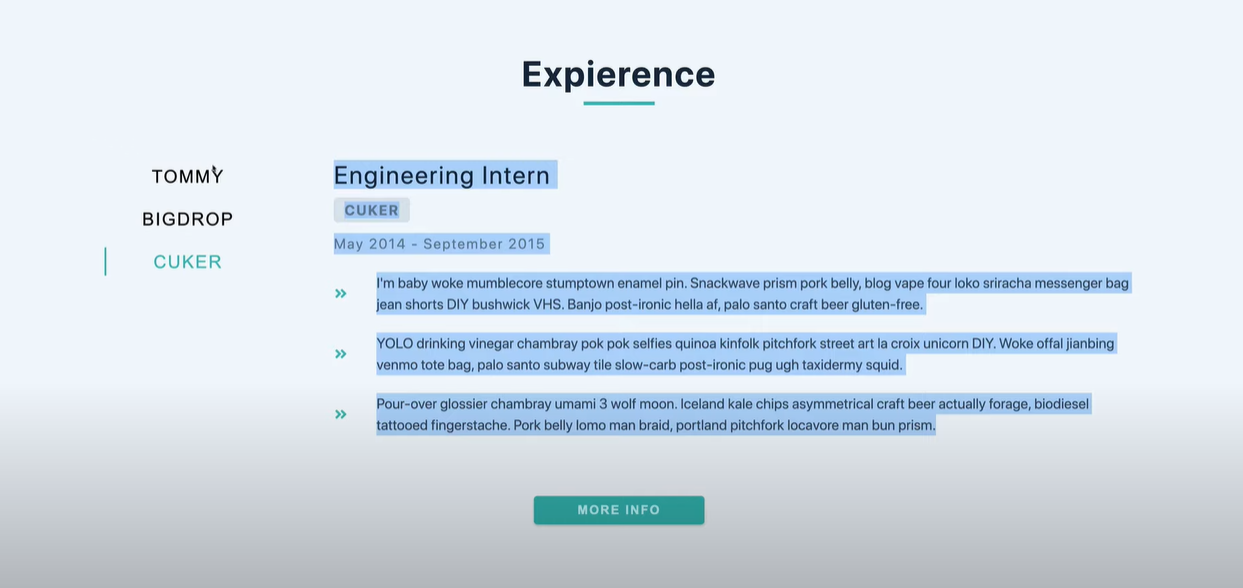 Expierence
TOMMY
BIGDROP
CUKER
Engineering Intern
CUKER
May 2014 - September 2015
I'm baby woke mumblecore stumptown enamel pin. Snackwave prism pork belly, blog vape four loko sriracha messenger bag
jean shorts DIY bushwick VHS. Banjo post-ironic hella af, palo santo craft beer gluten-free.
YOLO drinking vinegar chambray pok pok selfies quinoa kinfolk pitchfork street art la croix unicorn DIY. Woke offal jianbing
venmo tote bag, palo santo subway tile slow-carb post-ironic pug ugh taxidermy squid.
Pour-over glossier chambray umami 3 wolf moon. Iceland kale chips asymmetrical craft beer actually forage, biodiesel
tattooed fingerstache. Pork belly lomo man braid, portland pitchfork locavore man bun prism.
MORE INFO